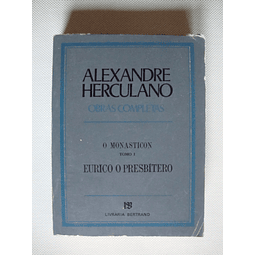 ALEXANDRE
HERCULANO
OBRAS COMPLETAS
O MONASTICON
TOMO I
EURICO O PRESBÍTERO
LIVRARIA BERTRAND